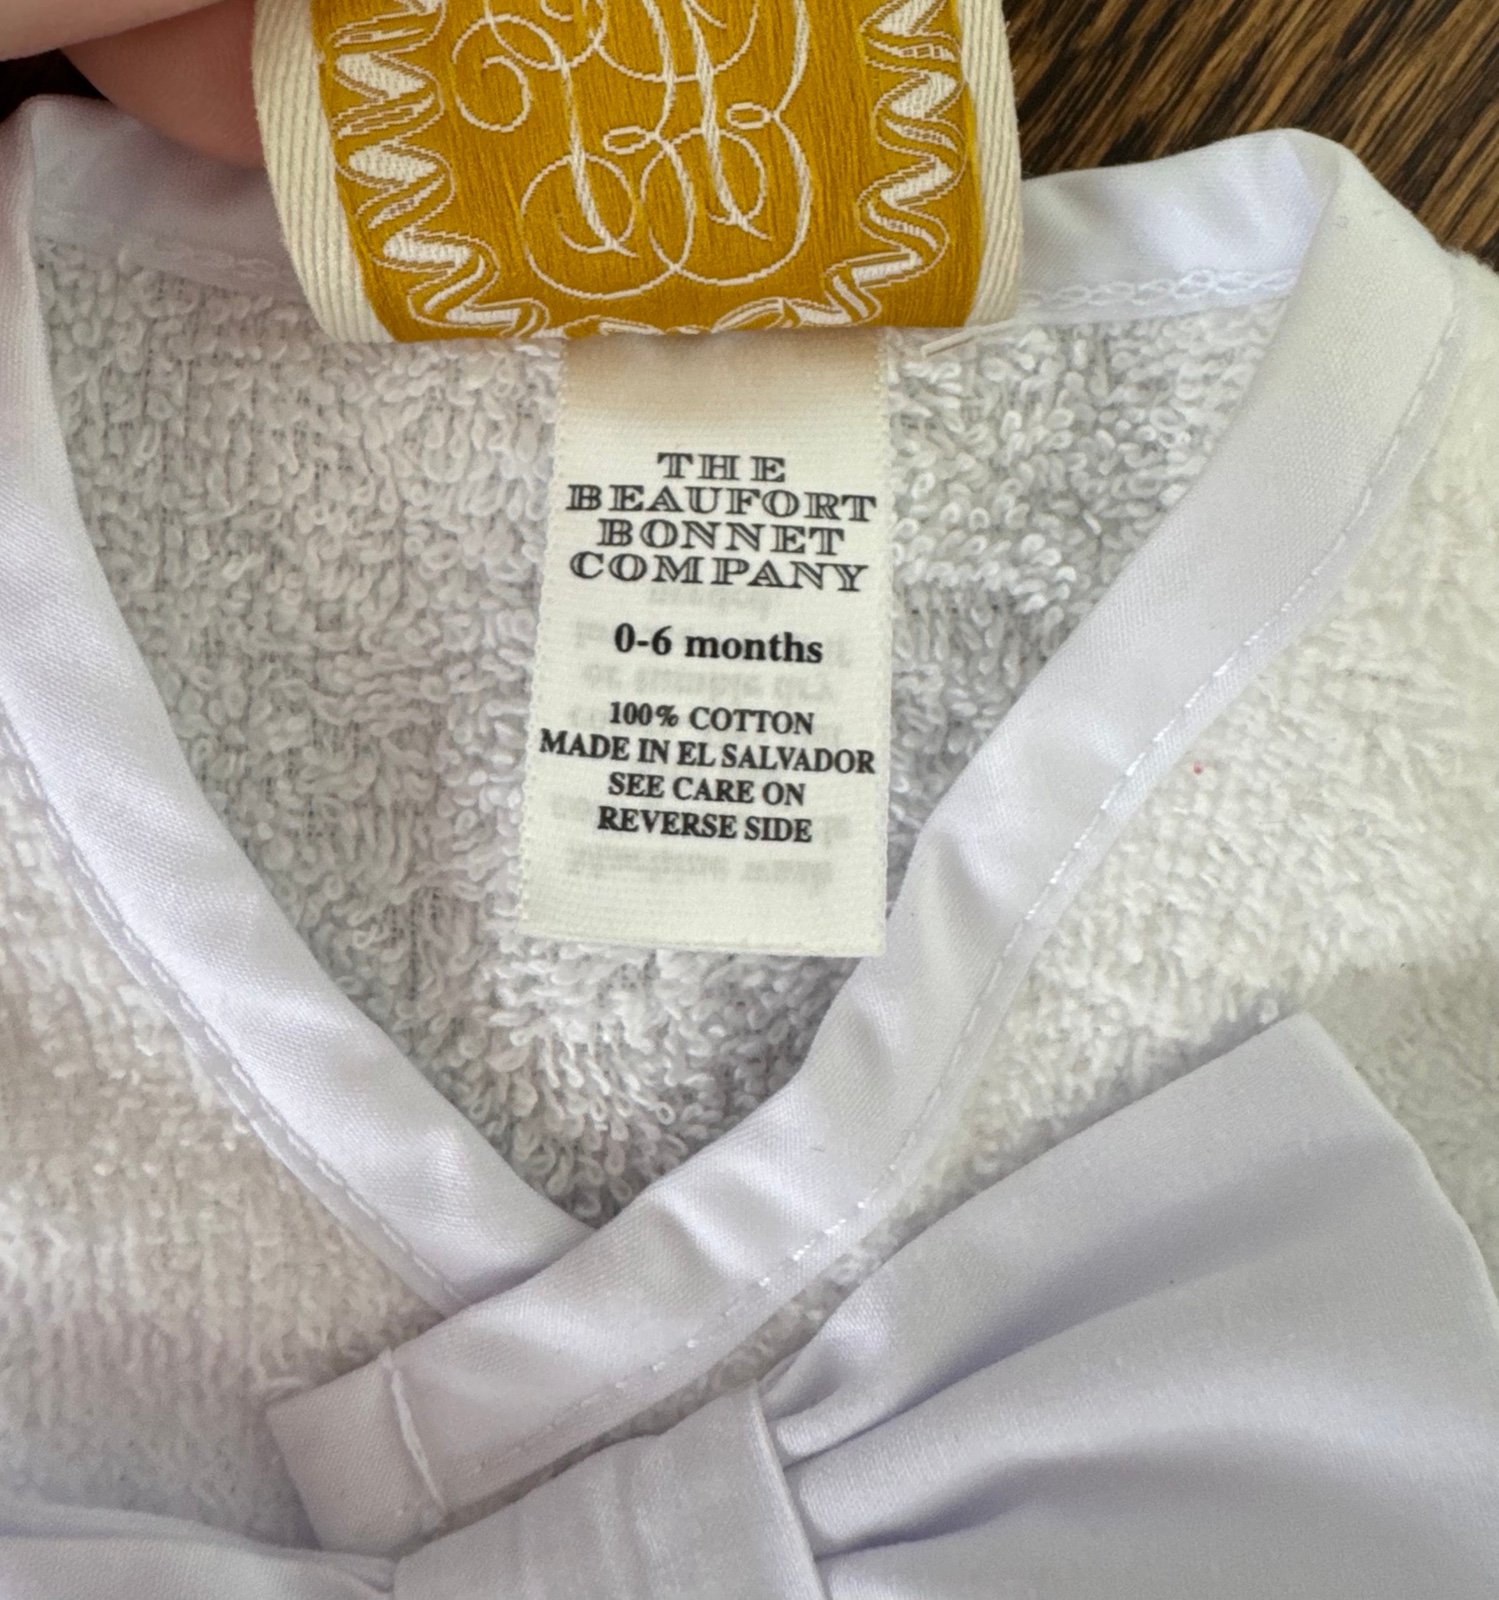 THE
BEAUFORT
BONNET
COMPANY
0-6 months
100% COTTON
MADE IN EL SALVADOR
SEE CARE ON
REVERSE SIDE